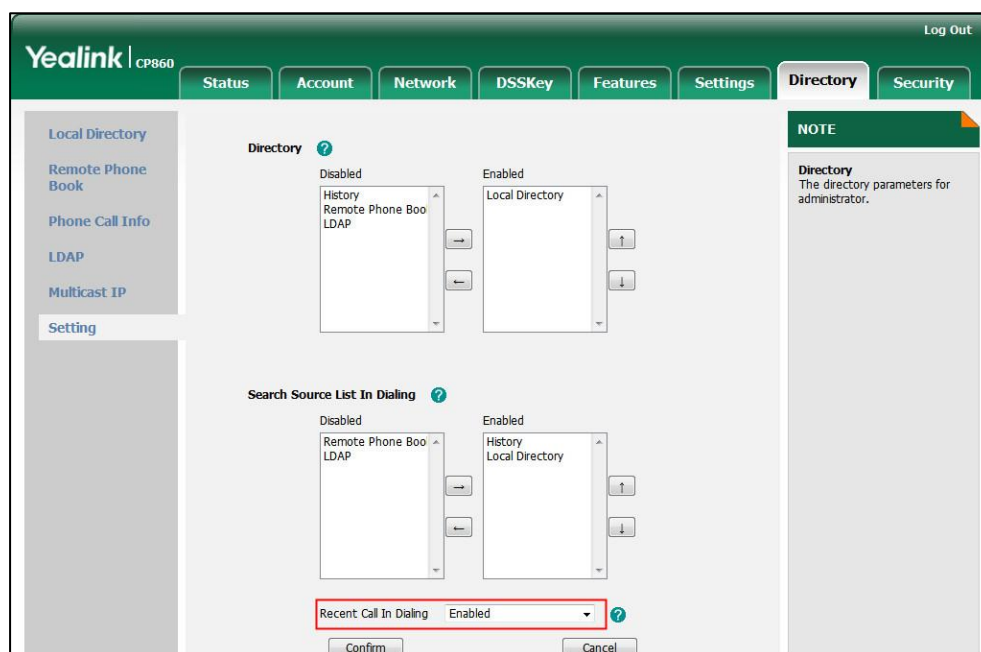 Log Out
Yealink | CP860
Status Account Network DSSKey Features Settings Directory Security
Local Directory
Remote Phone
Book
Phone Call Info
LDAP
Multicast IP
Setting
Directory ?
Disabled Enabled
History
Remote Phone Boo
LDAP
Local Directory
→
←
↑
↓
Search Source List In Dialing ?
Disabled Enabled
Remote Phone Boo
LDAP
History
Local Directory
→
←
↑
↓
Recent Call In Dialing Enabled ?
Confirm Cancel
NOTE
Directory
The directory parameters for
administrator.